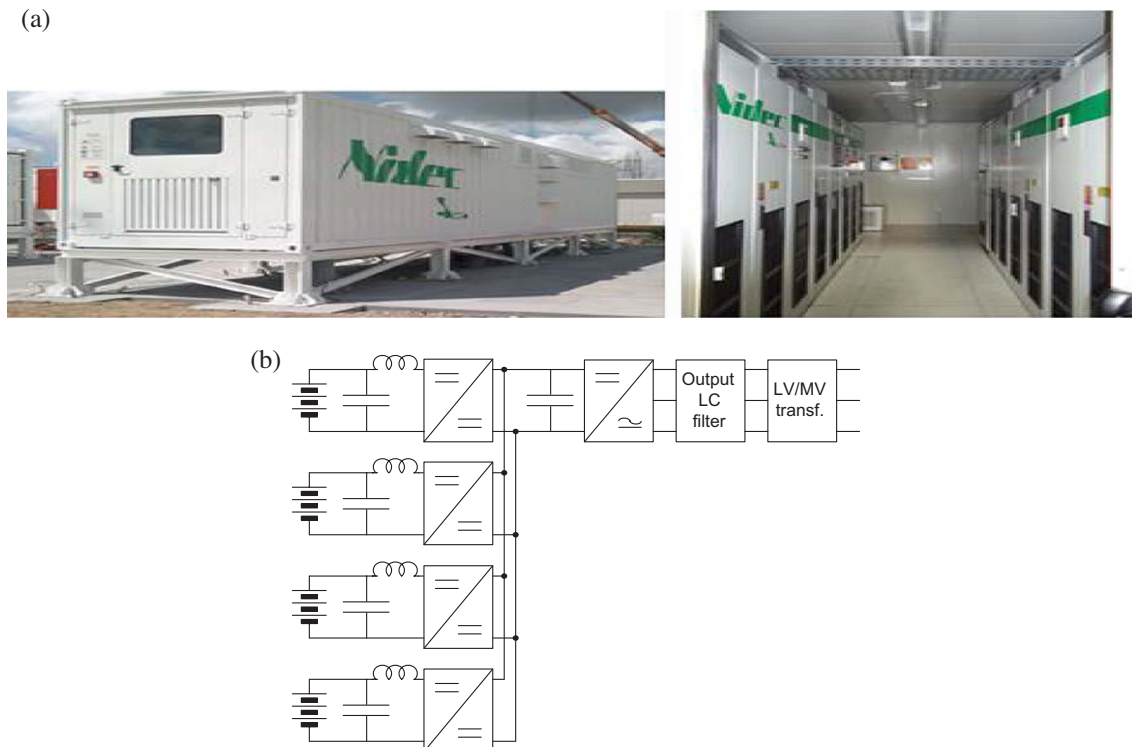 (a)
Nidec
Nidec
(b)
Output
LC
filter
LV/MV
transf.